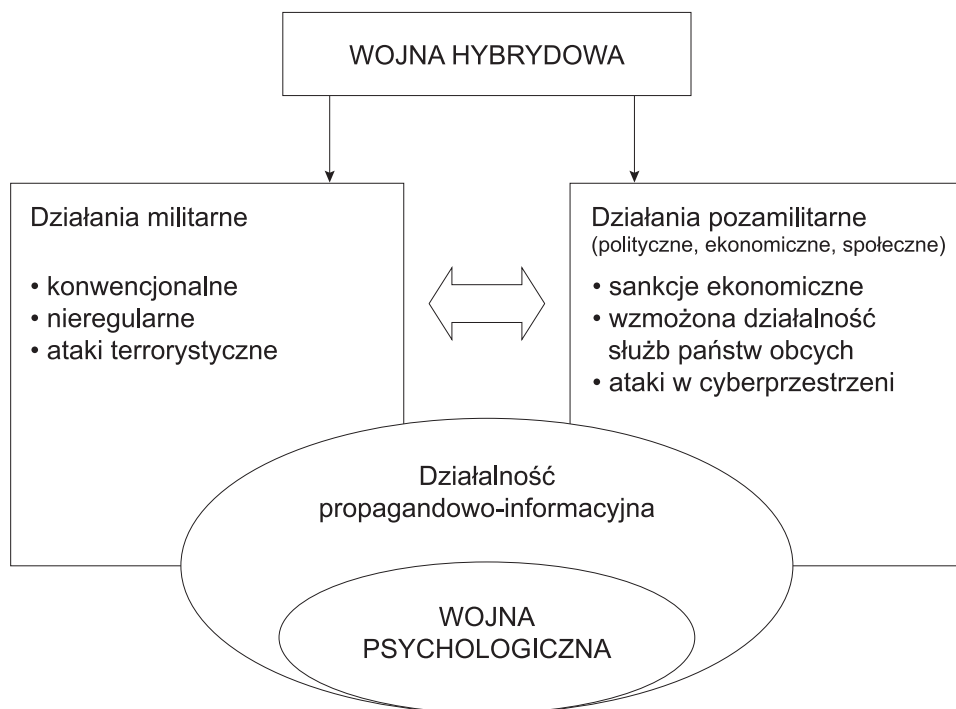 WOJNA HYBRYDOWA
Działania militarne
• konwencjonalne
• nieregularne
• ataki terrorystyczne
Działania pozamilitarne
(polityczne, ekonomiczne, społeczne)
• sankcje ekonomiczne
• wzmożona działalność
służb państw obcych
• ataki w cyberprzestrzeni
Działalność
propagandowo-informacyjna
WOJNA
PSYCHOLOGICZNA